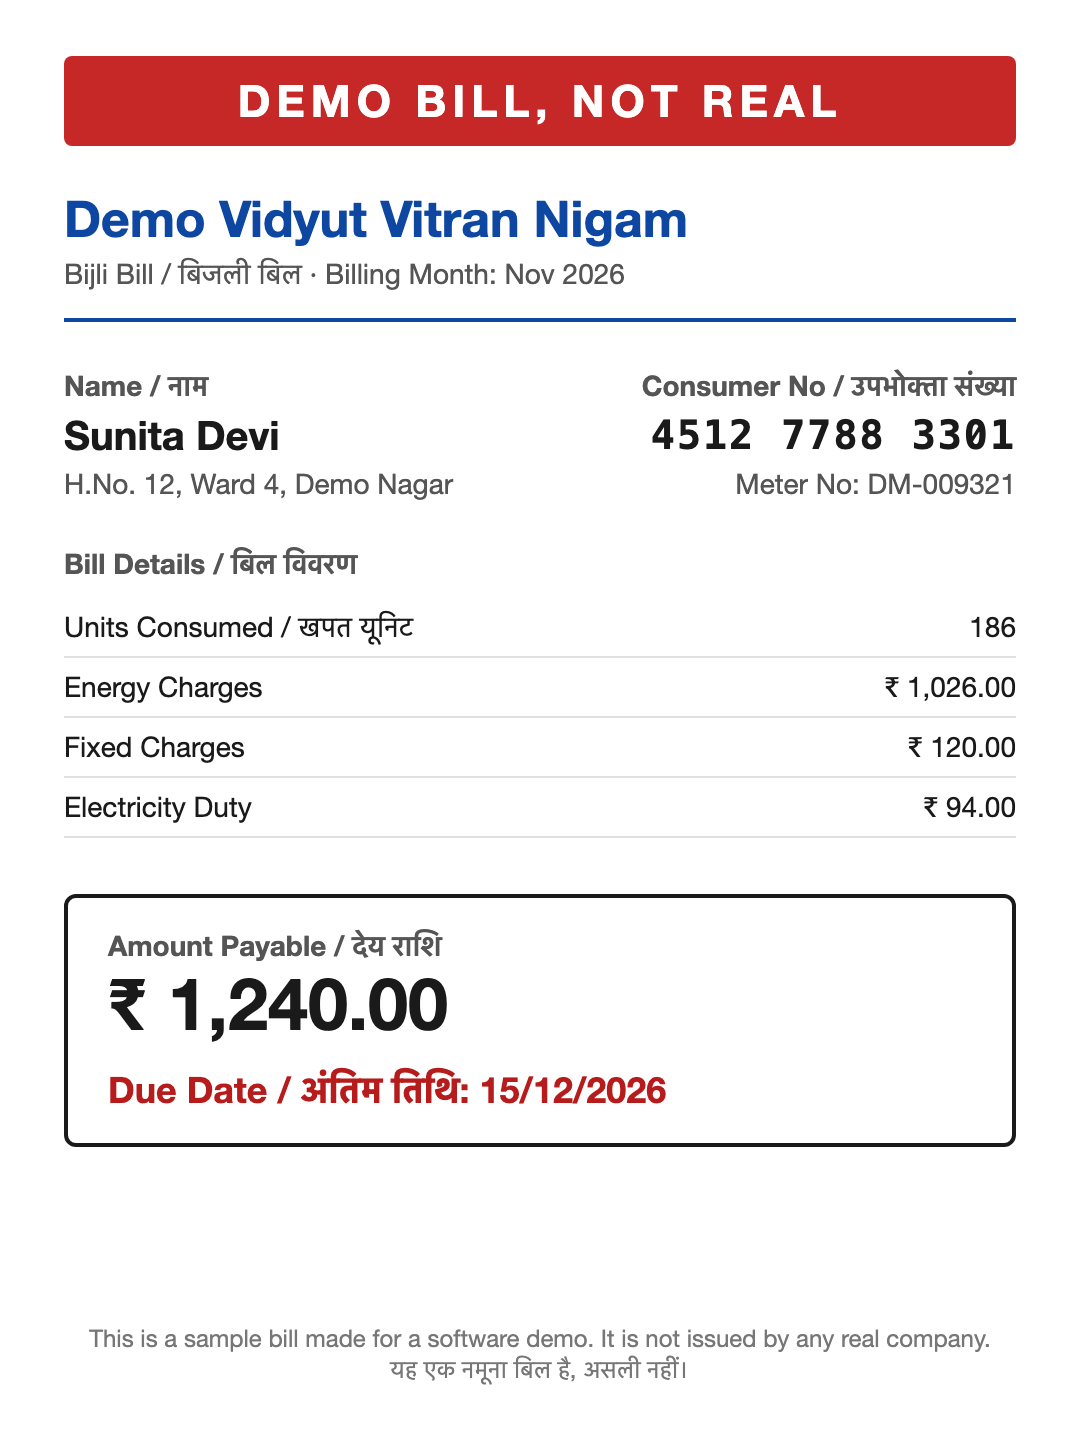 DEMO BILL, NOT REAL
Demo Vidyut Vitran Nigam
Bijli Bill / बिजली बिल · Billing Month: Nov 2026
Name / नाम
Sunita Devi
H.No. 12, Ward 4, Demo Nagar
Consumer No / उपभोक्ता संख्या
4512 7788 3301
Meter No: DM-009321
Bill Details / बिल विवरण
Units Consumed / खपत यूनिट 186
Energy Charges ₹ 1,026.00
Fixed Charges ₹ 120.00
Electricity Duty ₹ 94.00
Amount Payable / देय राशि
₹ 1,240.00
Due Date / अंतिम तिथि: 15/12/2026
This is a sample bill made for a software demo. It is not issued by any real company.
यह एक नमूना बिल है, असली नहीं।